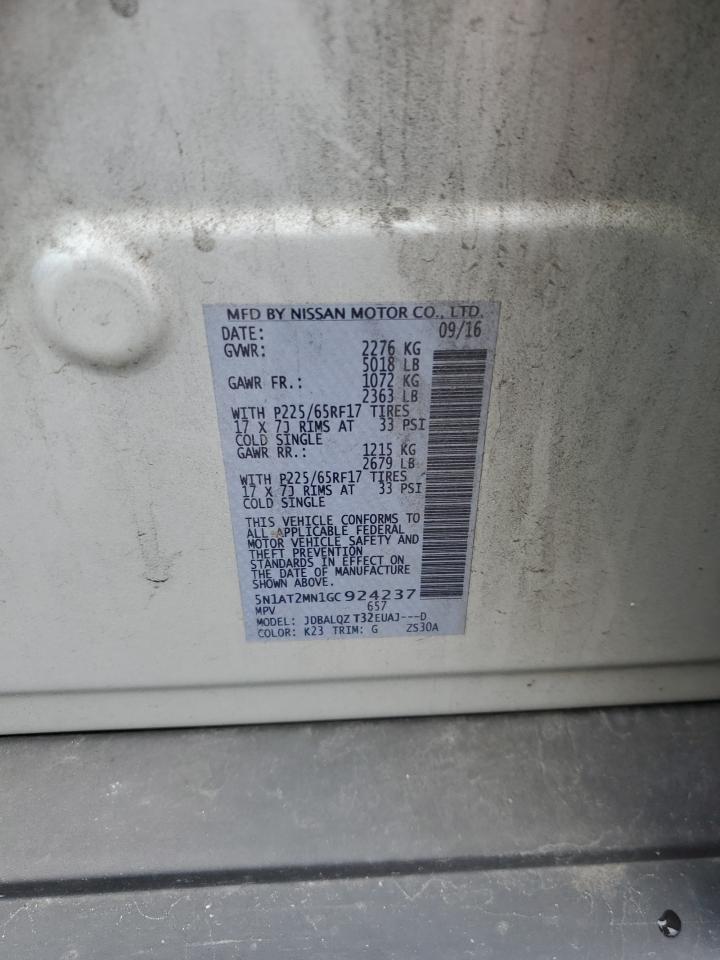 MFD BY NISSAN MOTOR CO., LTD.
DATE: 09/16
GVWR: 2276 KG
5018 LB
GAWR FR.: 1072 KG
2363 LB
WITH P225/65RF17 TIRES
17 X 7J RIMS AT 33 PSI
COLD SINGLE
GAWR RR.: 1215 KG
2679 LB
WITH P225/65RF17 TIRES
17 X 7J RIMS AT 33 PSI
COLD SINGLE
THIS VEHICLE CONFORMS TO
ALL APPLICABLE FEDERAL
MOTOR VEHICLE SAFETY AND
THEFT PREVENTION
STANDARDS IN EFFECT ON
THE DATE OF MANUFACTURE
SHOWN ABOVE.
5N1AT2MN1GC924237
MPV 657
MODEL: JDBALQZ T32EUAJ---D
COLOR: K23 TRIM: G ZS30A